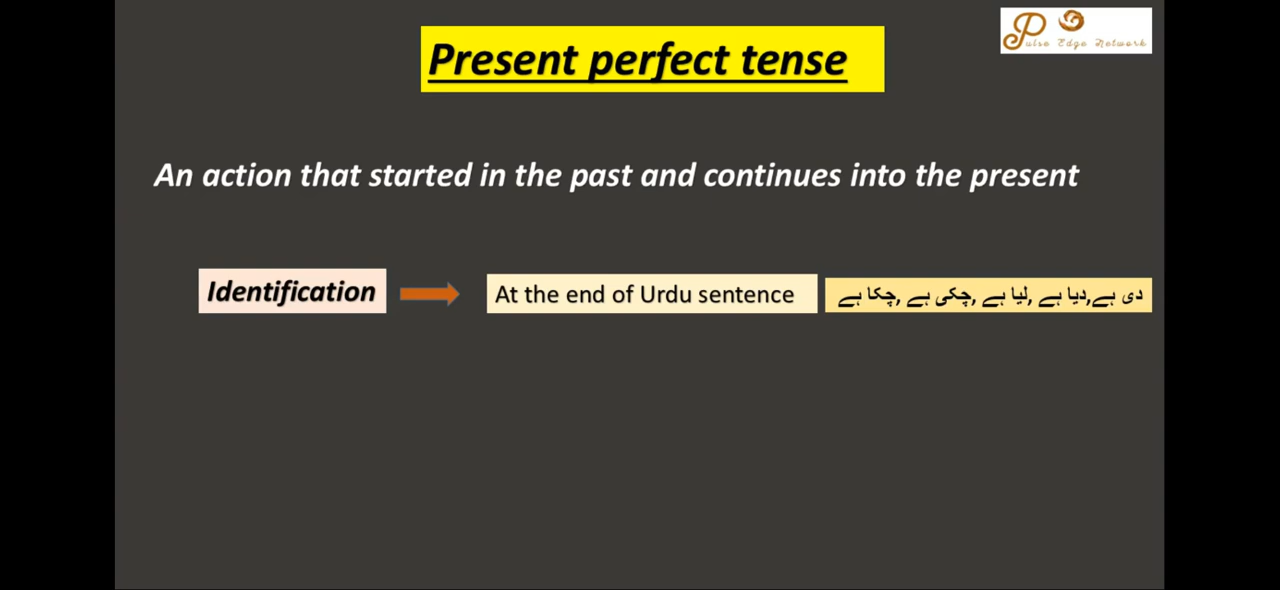 Pulse Edge Network
Present perfect tense
An action that started in the past and continues into the present
Identification
At the end of Urdu sentence
دی ہے,دیا ہے ,لیا ہے ,چکی ہے ,چکا ہے